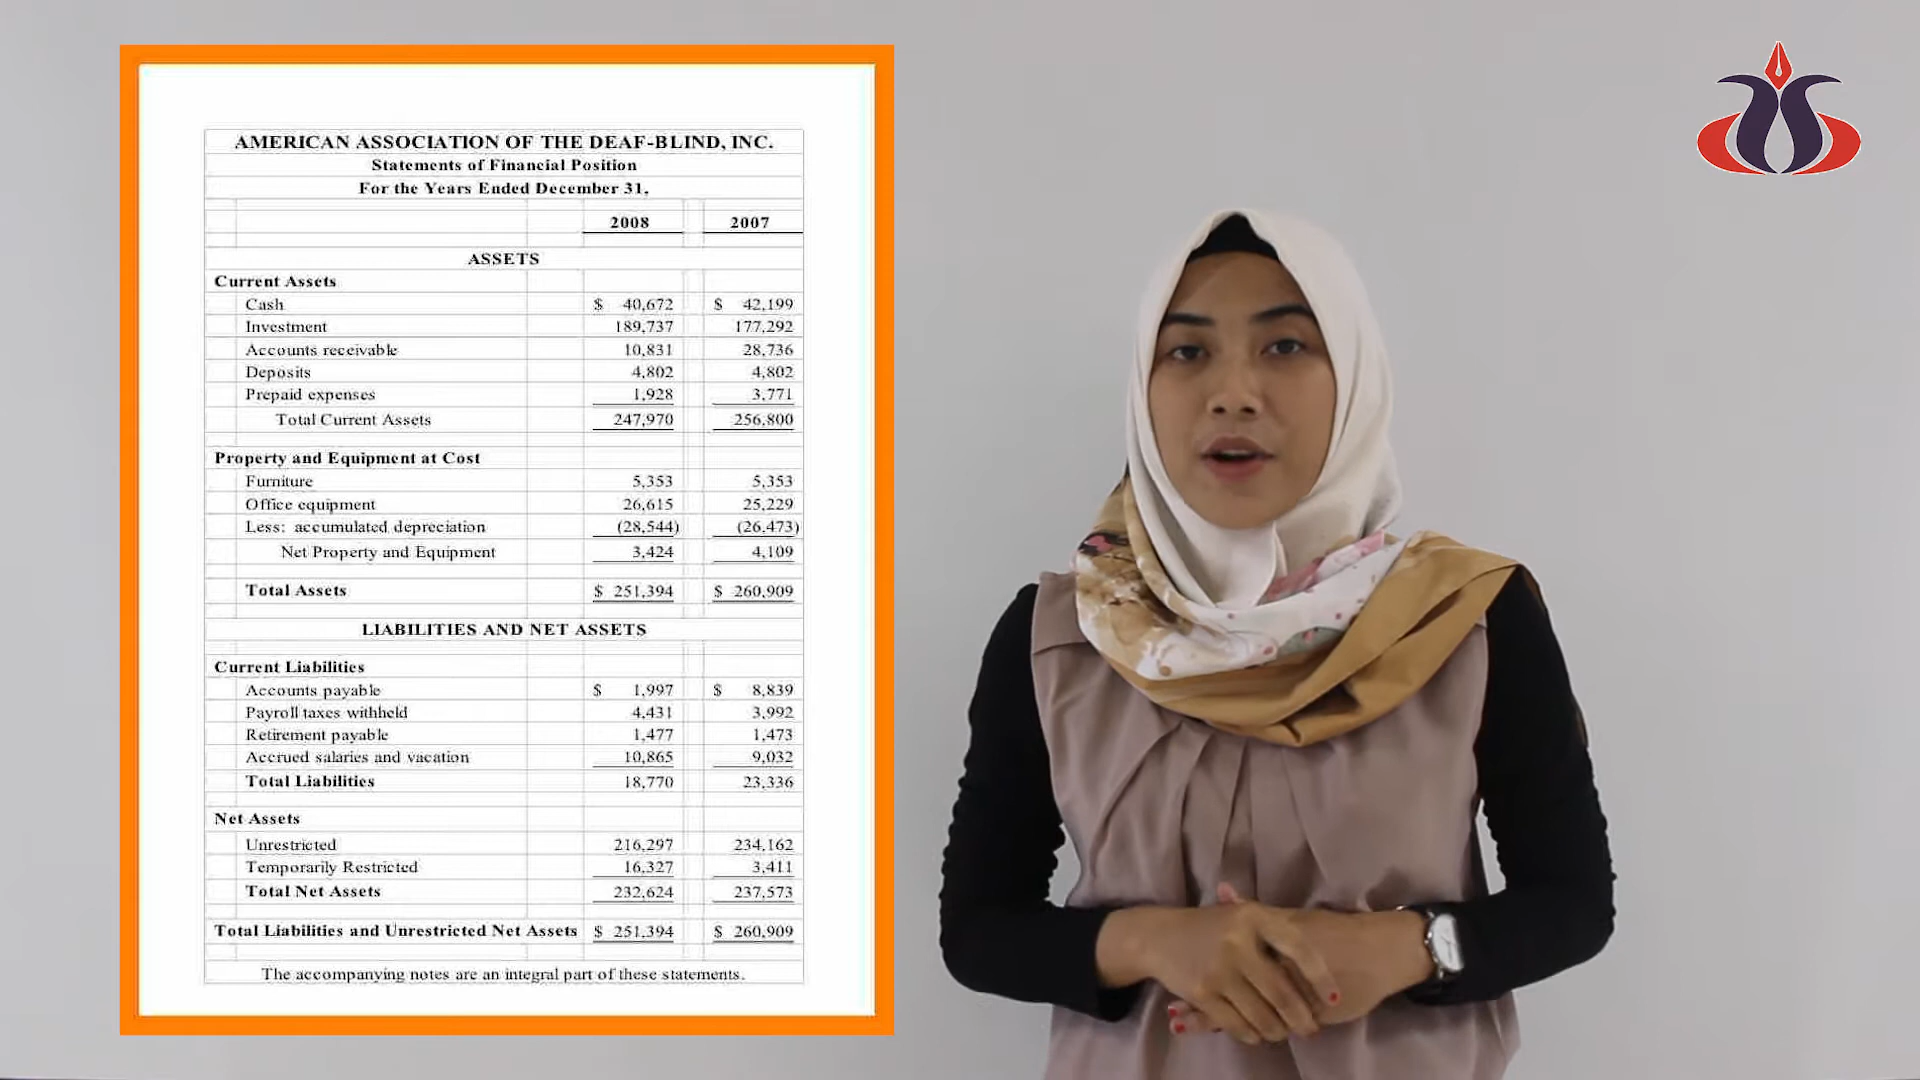 AMERICAN ASSOCIATION OF THE DEAF-BLIND, INC.
Statements of Financial Position
For the Years Ended December 31,
2008 2007
ASSETS
Current Assets
Cash $ 40,672 $ 42,199
Investment 189,737 177,292
Accounts receivable 10,831 28,736
Deposits 4,802 4,802
Prepaid expenses 1,928 3,771
Total Current Assets 247,970 256,800
Property and Equipment at Cost
Furniture 5,353 5,353
Office equipment 26,615 25,229
Less: accumulated depreciation (28,544) (26,473)
Net Property and Equipment 3,424 4,109
Total Assets $ 251,394 $ 260,909
LIABILITIES AND NET ASSETS
Current Liabilities
Accounts payable $ 1,997 $ 8,839
Payroll taxes withheld 4,431 3,992
Retirement payable 1,477 1,473
Accrued salaries and vacation 10,865 9,032
Total Liabilities 18,770 23,336
Net Assets
Unrestricted 216,297 234,162
Temporarily Restricted 16,327 3,411
Total Net Assets 232,624 237,573
Total Liabilities and Unrestricted Net Assets $ 251,394 $ 260,909
The accompanying notes are an integral part of these statements.